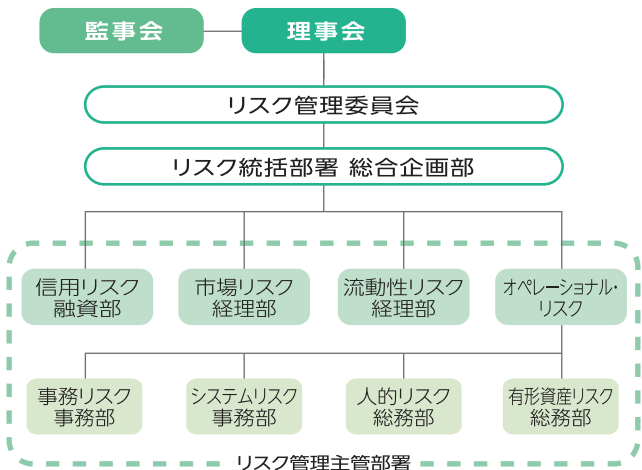 監事会
理事会
リスク管理委員会
リスク統括部署 総合企画部
信用リスク
融資部
市場リスク
経理部
流動性リスク
経理部
オペレーショナル・
リスク
事務リスク
事務部
システムリスク
事務部
人的リスク
総務部
有形資産リスク
総務部
リスク管理主管部署